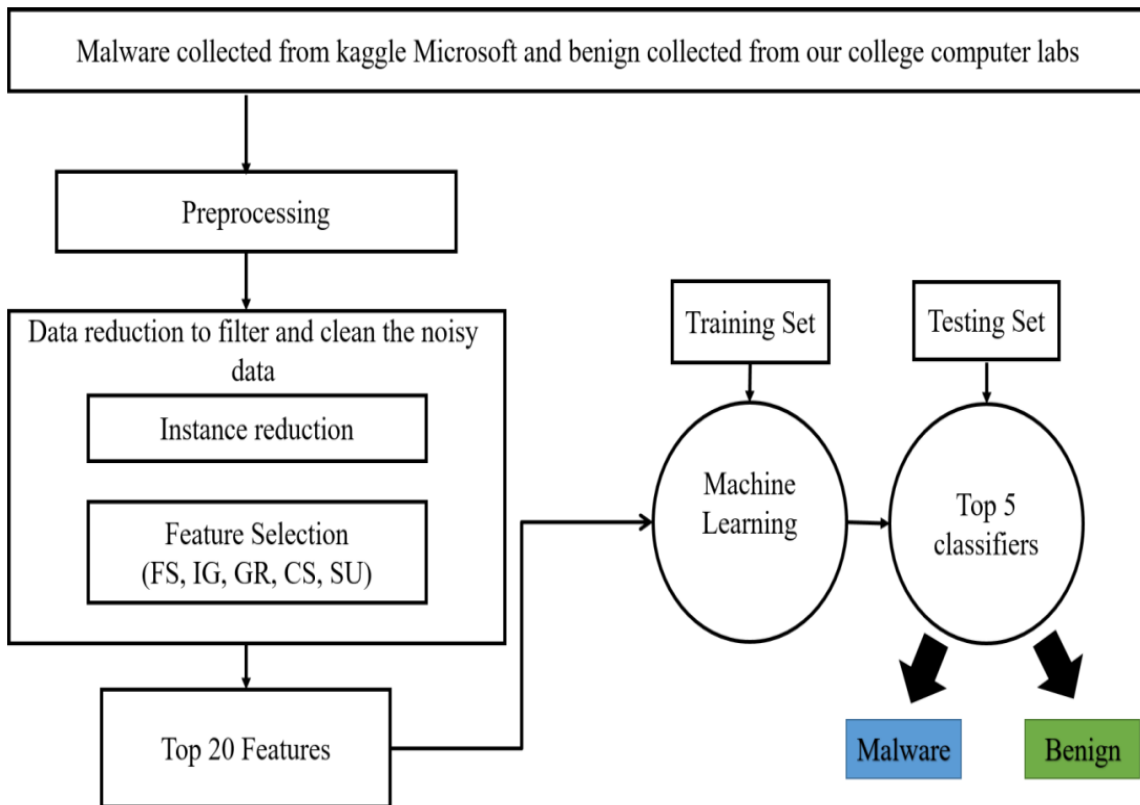 Malware collected from kaggle Microsoft and benign collected from our college computer labs
Preprocessing
Data reduction to filter and clean the noisy
data
Instance reduction
Feature Selection
(FS, IG, GR, CS, SU)
Top 20 Features
Training Set
Testing Set
Machine
Learning
Top 5
classifiers
Malware
Benign